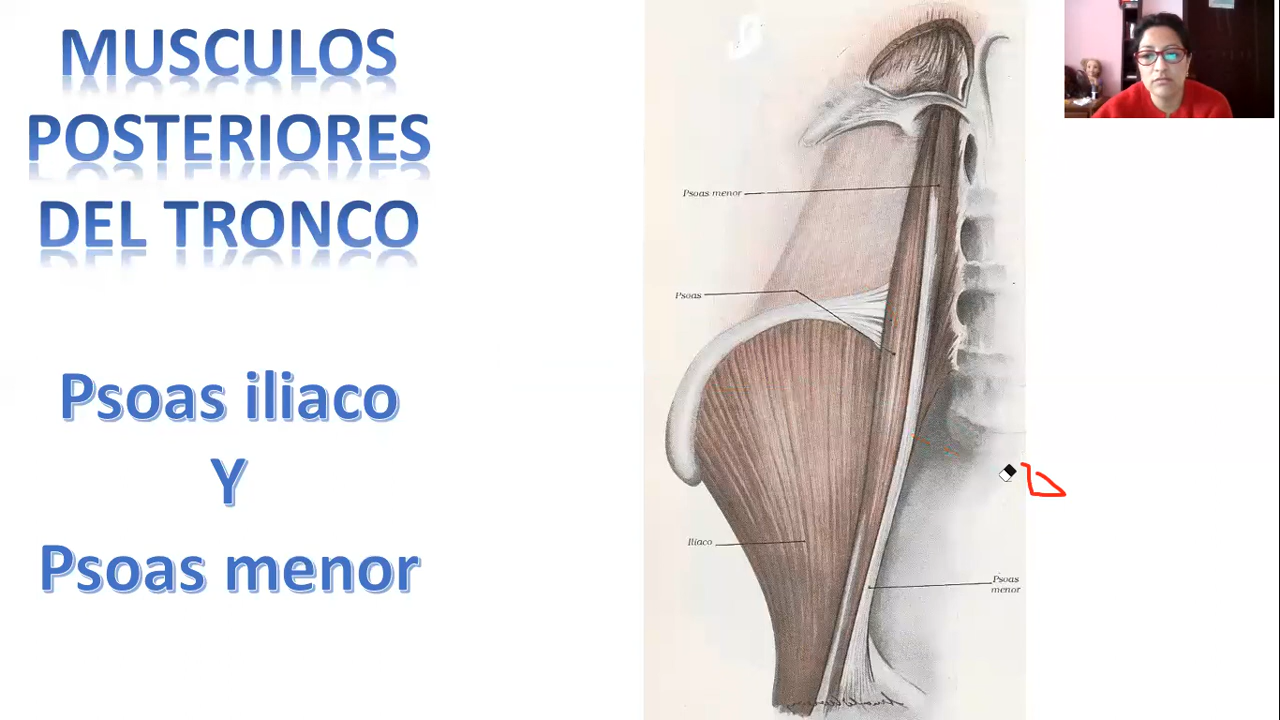 MUSCULOS
POSTERIORES
DEL TRONCO
Psoas iliaco
Y
Psoas menor
Psoas menor
Psoas
Iliaco
Psoas
menor